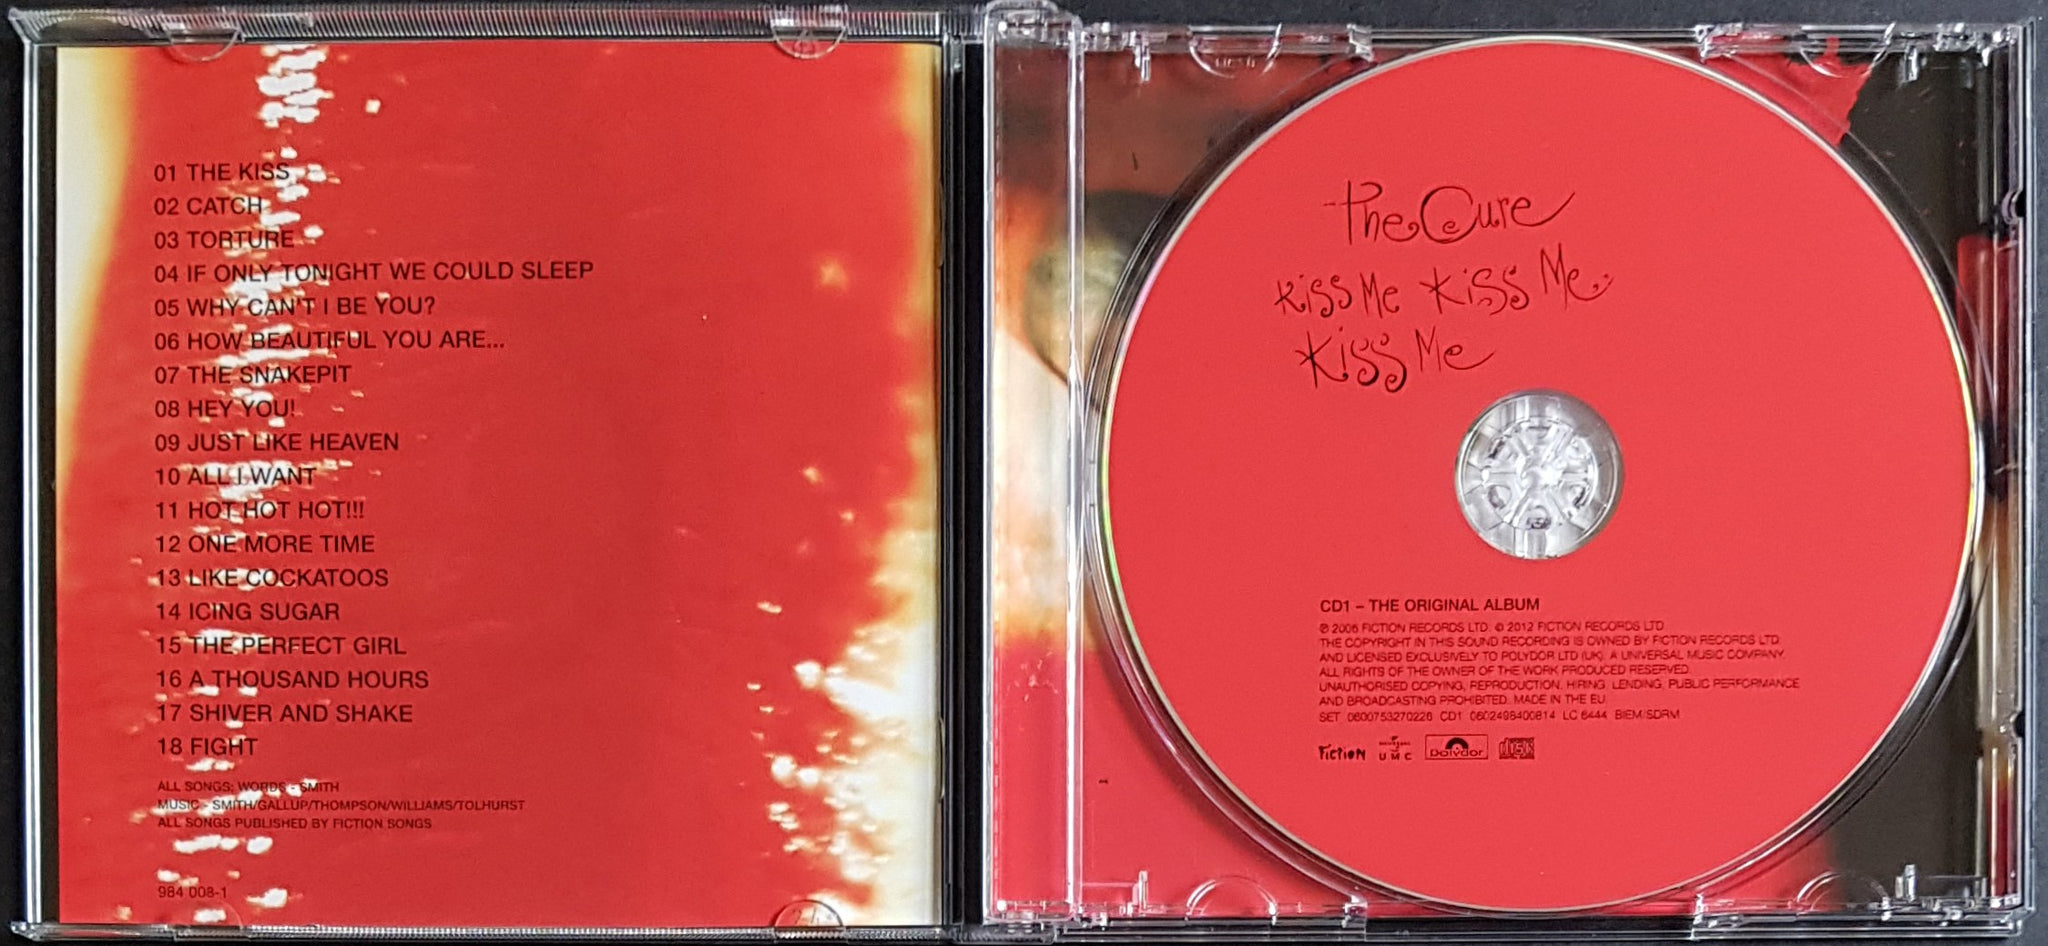 01 THE KISS
02 CATCH
03 TORTURE
04 IF ONLY TONIGHT WE COULD SLEEP
05 WHY CAN'T I BE YOU?
06 HOW BEAUTIFUL YOU ARE...
07 THE SNAKEPIT
08 HEY YOU!
09 JUST LIKE HEAVEN
10 ALL I WANT
11 HOT HOT HOT!!!
12 ONE MORE TIME
13 LIKE COCKATOOS
14 ICING SUGAR
15 THE PERFECT GIRL
16 A THOUSAND HOURS
17 SHIVER AND SHAKE
18 FIGHT
ALL SONGS: WORDS - SMITH
MUSIC - SMITH/GALLUP/THOMPSON/WILLIAMS/TOLHURST
ALL SONGS PUBLISHED BY FICTION SONGS
984 008-1
The Cure
Kiss Me Kiss Me
Kiss Me
CD1 – THE ORIGINAL ALBUM
℗ 2006 FICTION RECORDS LTD. © 2012 FICTION RECORDS LTD
THE COPYRIGHT IN THIS SOUND RECORDING IS OWNED BY FICTION RECORDS LTD.
AND LICENSED EXCLUSIVELY TO POLYDOR LTD (UK). A UNIVERSAL MUSIC COMPANY.
ALL RIGHTS OF THE OWNER OF THE WORK PRODUCED RESERVED.
UNAUTHORISED COPYING, REPRODUCTION, HIRING, LENDING, PUBLIC PERFORMANCE
AND BROADCASTING PROHIBITED. MADE IN THE EU.
SET 0600753270226 CD1 0602498400814 LC 6444 BIEM/SDRM
Fiction UMC Polydor disc